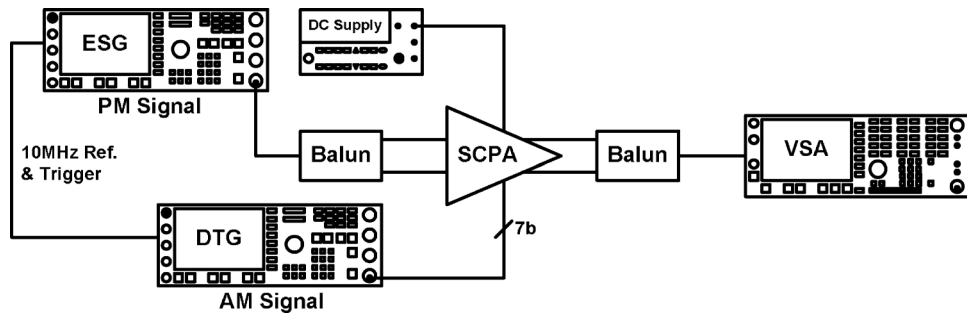 ESG
DC Supply
PM Signal
10MHz Ref.
& Trigger
Balun
SCPA
Balun
VSA
DTG
7b
AM Signal